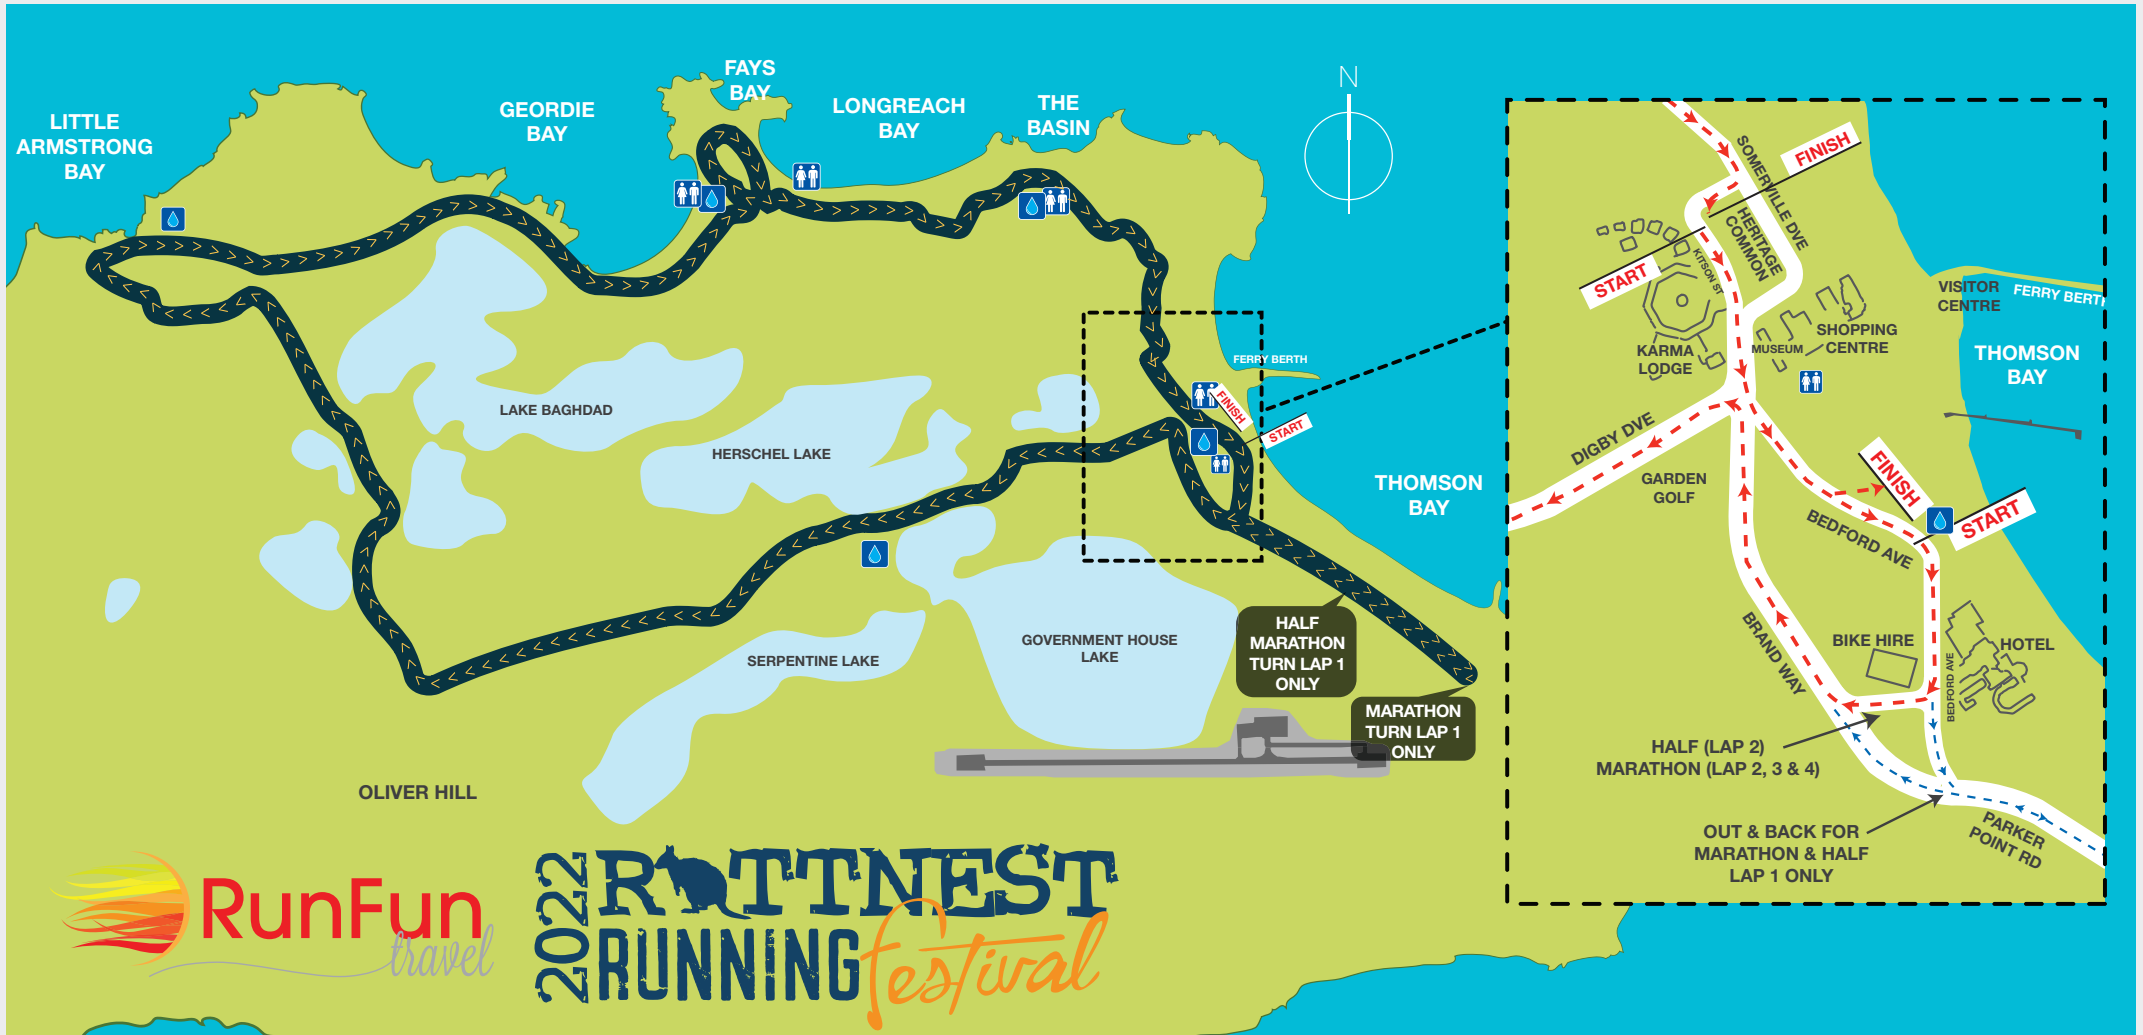 LITTLE
ARMSTRONG
BAY
GEORDIE
BAY
FAYS
BAY
LONGREACH
BAY
THE
BASIN
N
LAKE BAGHDAD
HERSCHEL LAKE
SERPENTINE LAKE
GOVERNMENT HOUSE
LAKE
FERRY BERTH
FINISH
START
THOMSON
BAY
HALF
MARATHON
TURN LAP 1
ONLY
MARATHON
TURN LAP 1
ONLY
OLIVER HILL
RunFun
travel
2022
ROTTNEST
RUNNING
festival
SOMERVILLE DVE
FINISH
HERITAGE
COMMON
KITSON ST
START
KARMA
LODGE
MUSEUM
SHOPPING
CENTRE
VISITOR
CENTRE
FERRY BERTH
THOMSON
BAY
DIGBY DVE
GARDEN
GOLF
FINISH
START
BEDFORD AVE
BRAND WAY
BIKE HIRE
HOTEL
BEDFORD AVE
HALF (LAP 2)
MARATHON (LAP 2, 3 & 4)
OUT & BACK FOR
MARATHON & HALF
LAP 1 ONLY
PARKER
POINT RD